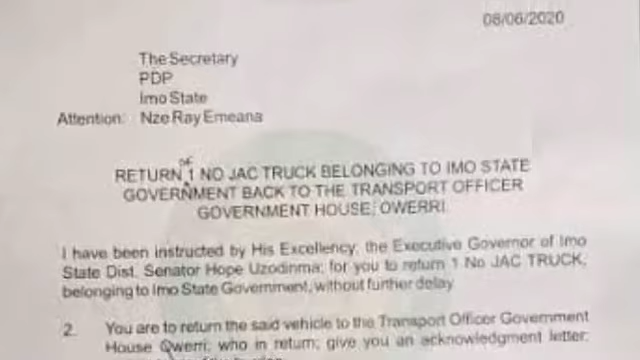 08/06/2020
The Secretary
PDP
Imo State
Attention: Nze Ray Emeana
RETURN OF 1 NO JAC TRUCK BELONGING TO IMO STATE
GOVERNMENT BACK TO THE TRANSPORT OFFICER
GOVERNMENT HOUSE, OWERRI
I have been instructed by His Excellency, the Executive Governor of Imo
State Dist. Senator Hope Uzodinma; for you to return 1 No JAC TRUCK,
belonging to Imo State Government, without further delay
2. You are to return the said vehicle to the Transport Officer Government
House Owerri, who in return; give you an acknowledgment letter;